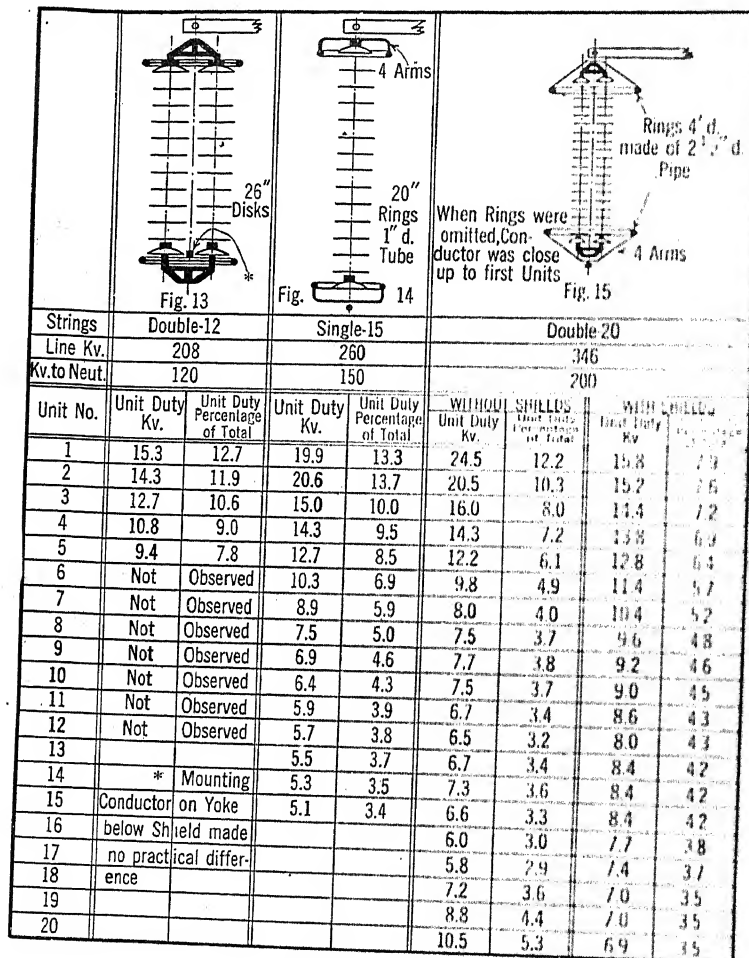 4 Arms
Rings 4' d.
made of 2 1/2" d.
Pipe
26"
Disks
20"
Rings
1" d.
Tube
When Rings were
omitted, Con-
ductor was close
up to first Units
4 Arms
*
Fig. 13
Fig. 14
Fig. 15
Strings Double-12 Single-15 Double 20
Line Kv. 208 260 346
Kv. to Neut. 120 150 200
WITHOUT SHIELDS WITH SHIELDS
Unit No. Unit Duty Kv. Unit Duty Percentage of Total Unit Duty Kv. Unit Duty Percentage of Total Unit Duty Kv. Unit Duty Percentage of Total Unit Duty Kv.
1 15.3 12.7 19.9 13.3 24.5 12.2 15.8 7.9
2 14.3 11.9 20.6 13.7 20.5 10.3 15.2 7.6
3 12.7 10.6 15.0 10.0 16.0 8.0 14.4 7.2
4 10.8 9.0 14.3 9.5 14.3 7.2 13.8 6.9
5 9.4 7.8 12.7 8.5 12.2 6.1 12.8 6.4
6 Not Observed 10.3 6.9 9.8 4.9 11.4 5.7
7 Not Observed 8.9 5.9 8.0 4.0 10.4 5.2
8 Not Observed 7.5 5.0 7.5 3.7 9.6 4.8
9 Not Observed 6.9 4.6 7.7 3.8 9.2 4.6
10 Not Observed 6.4 4.3 7.5 3.7 9.0 4.5
11 Not Observed 5.9 3.9 6.7 3.4 8.6 4.3
12 Not Observed 5.7 3.8 6.5 3.2 8.0 4.3
13 5.5 3.7 6.7 3.4 8.4 4.2
14 * Mounting 5.3 3.5 7.3 3.6 8.4 4.2
15 Conductor on Yoke 5.1 3.4 6.6 3.3 8.4 4.2
16 below Shield made 6.0 3.0 7.7 3.8
17 no practical differ- 5.8 2.9 7.4 3.7
18 ence 7.2 3.6 7.0 3.5
19 8.8 4.4 7.0 3.5
20 10.5 5.3 6.9 3.5